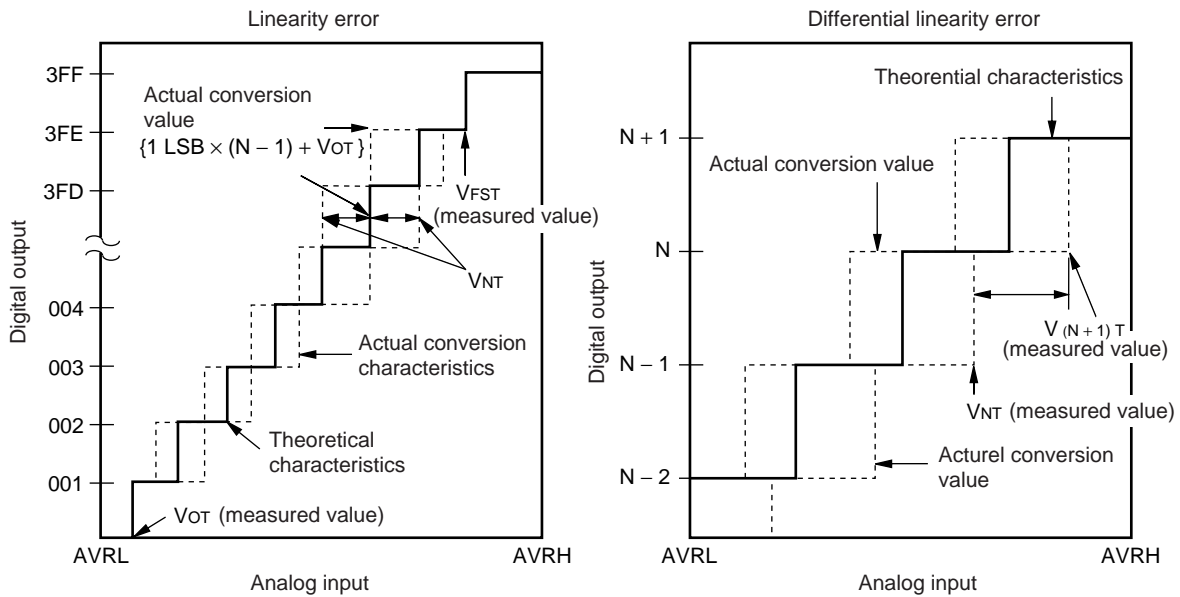 Linearity error
3FF
3FE
3FD
004
003
002
001
Digital output
Actual conversion
value
{1 LSB × (N – 1) + VOT }
VFST
(measured value)
VNT
Actual conversion
characteristics
Theoretical
characteristics
VOT (measured value)
AVRL
AVRH
Analog input
Differential linearity error
Theorential characteristics
N + 1
Actual conversion value
N
Digital output
V (N + 1) T
(measured value)
N – 1
VNT (measured value)
Acturel conversion
value
N – 2
AVRL
AVRH
Analog input